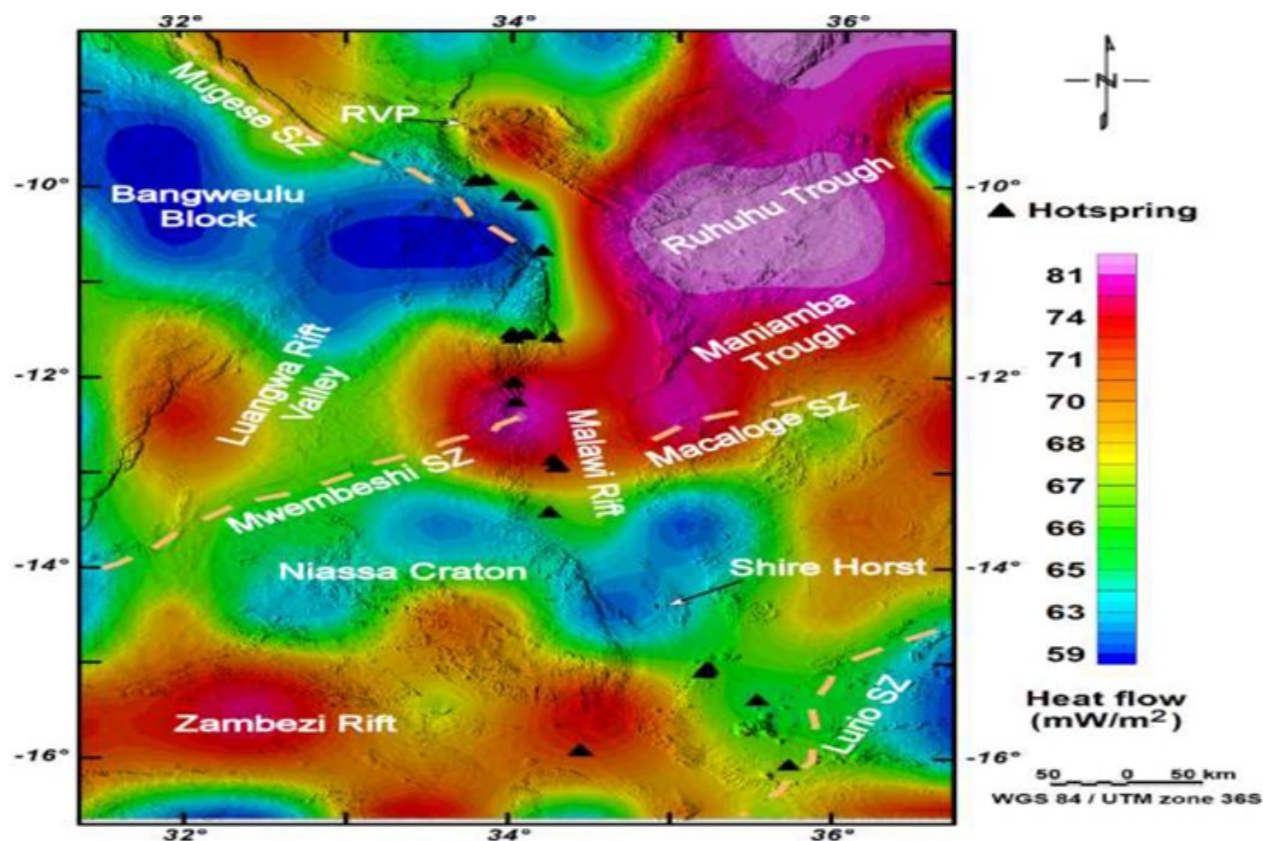 32°
34°
36°
Mugese SZ
RVP
Bangweulu
Block
Ruhuhu Trough
Maniamba
Trough
Luangwa Rift
Valley
Malawi Rift
Macaloge SZ
Mwembeshi SZ
Niassa Craton
Shire Horst
Zambezi Rift
Lurio SZ
-10°
-12°
-14°
-16°
-10°
-12°
-14°
-16°
32°
34°
36°
N
Hotspring
81
74
71
70
68
67
66
65
63
59
Heat flow
(mW/m²)
50 0 50 km
WGS 84 / UTM zone 36S